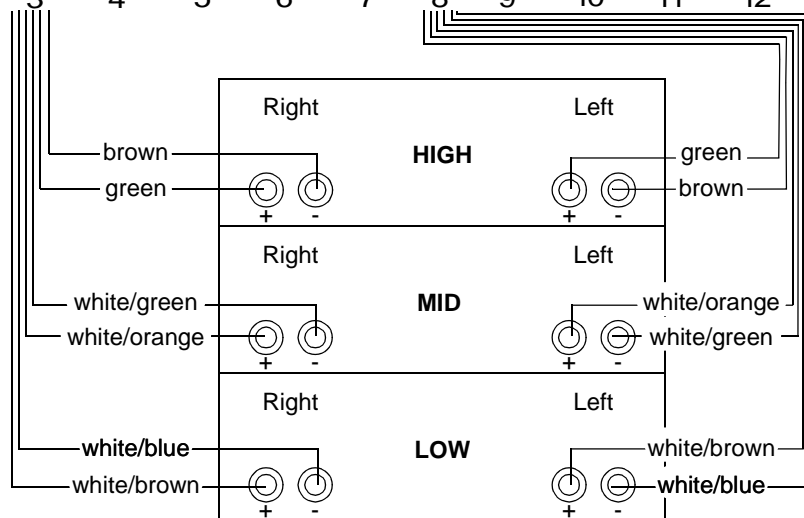 3 4 5 6 7 8 9 10 11 12
Right Left
brown HIGH green
green brown
+ - + -
Right Left
white/green MID white/orange
white/orange white/green
+ - + -
Right Left
white/blue LOW white/brown
white/brown white/blue
+ - + -